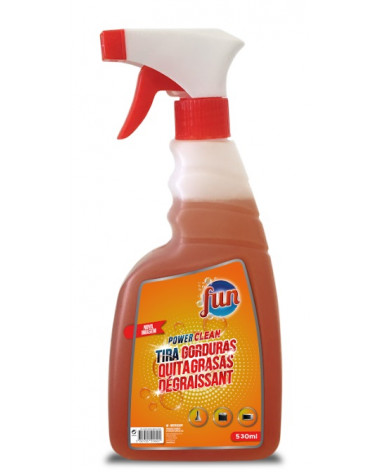 fun
POWER CLEAN
TIRA GORDURAS
QUITAGRASAS
DÉGRAISSANT
530ml